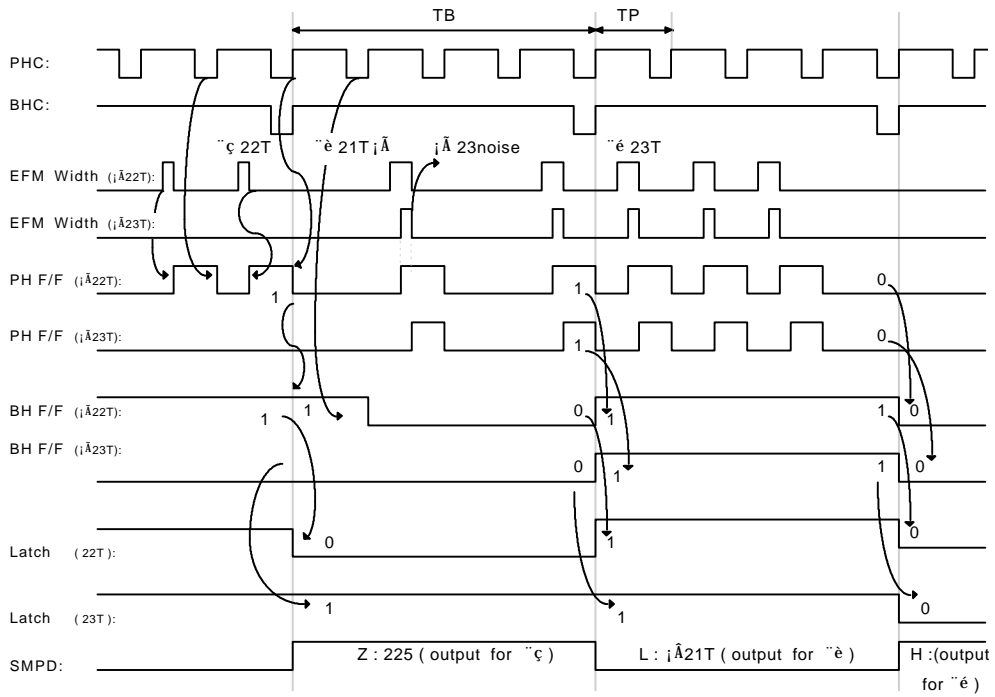 TB TP
PHC:
BHC:
¨ç 22T ¨è 21T¡Ã ¡Ã 23noise ¨é 23T
EFM Width (¡Ã22T):
EFM Width (¡Ã23T):
PH F/F (¡Ã22T): 1 1 0
PH F/F (¡Ã23T): 1 0
BH F/F (¡Ã22T): 1 1 0 1 1 0
BH F/F (¡Ã23T): 0 1 1 0
Latch (22T): 0 1 0
Latch (23T): 1 1 0
SMPD: Z : 225 ( output for ¨ç ) L : ¡Â21T ( output for ¨è ) H :(output
for ¨é )